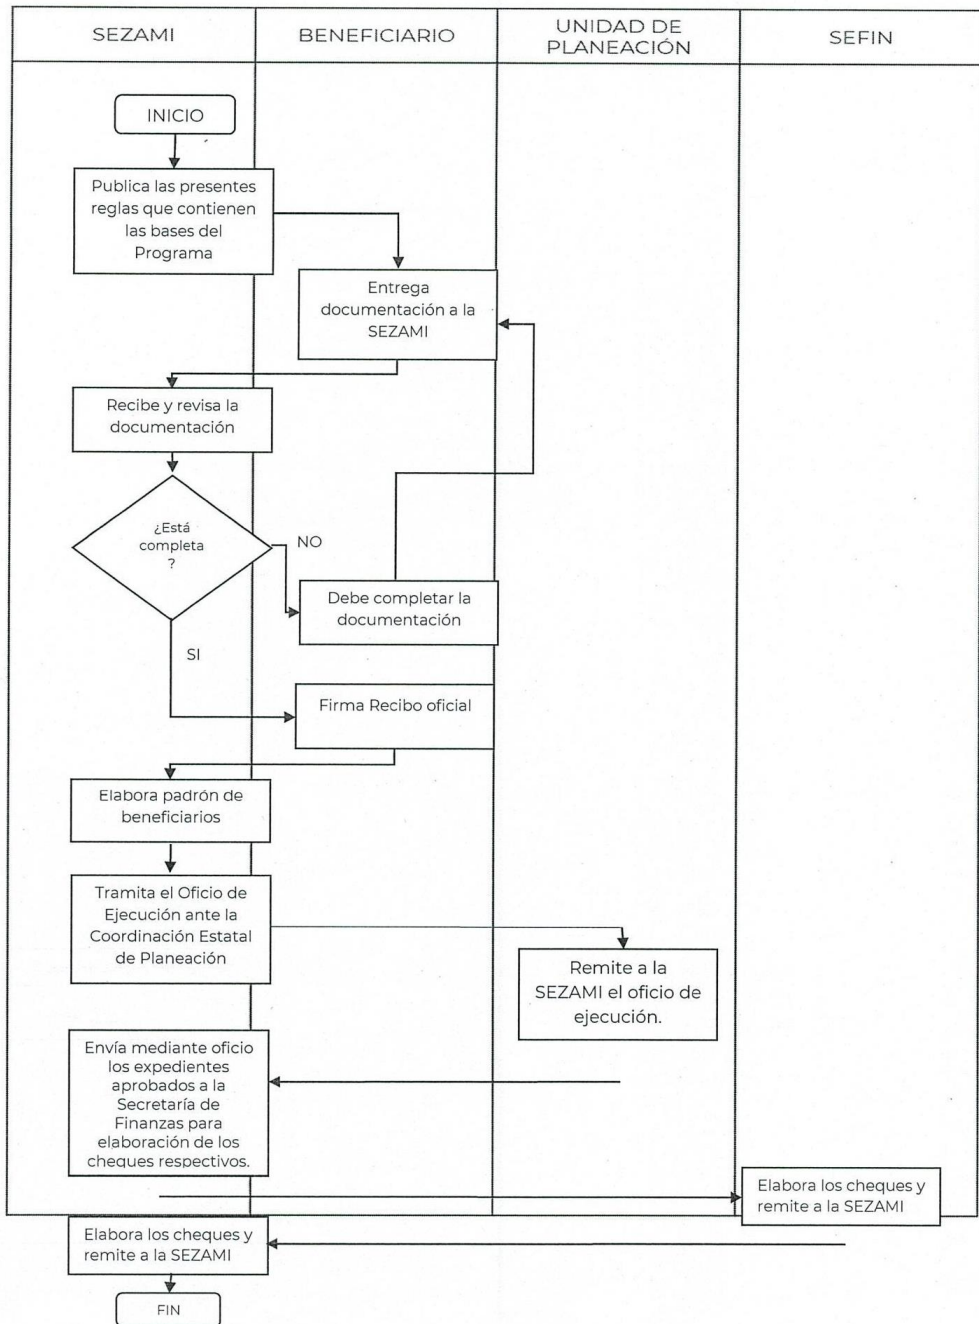 SEZAMI
BENEFICIARIO
UNIDAD DE
PLANEACIÓN
SEFIN
INICIO
Publica las presentes
reglas que contienen
las bases del
Programa
Entrega
documentación a la
SEZAMI
Recibe y revisa la
documentación
¿Está
completa
?
NO
Debe completar la
documentación
SI
Firma Recibo oficial
Elabora padrón de
beneficiarios
Tramita el Oficio de
Ejecución ante la
Coordinación Estatal
de Planeación
Remite a la
SEZAMI el oficio de
ejecución.
Envía mediante oficio
los expedientes
aprobados a la
Secretaría de
Finanzas para
elaboración de los
cheques respectivos.
Elabora los cheques y
remite a la SEZAMI
Elabora los cheques y
remite a la SEZAMI
FIN